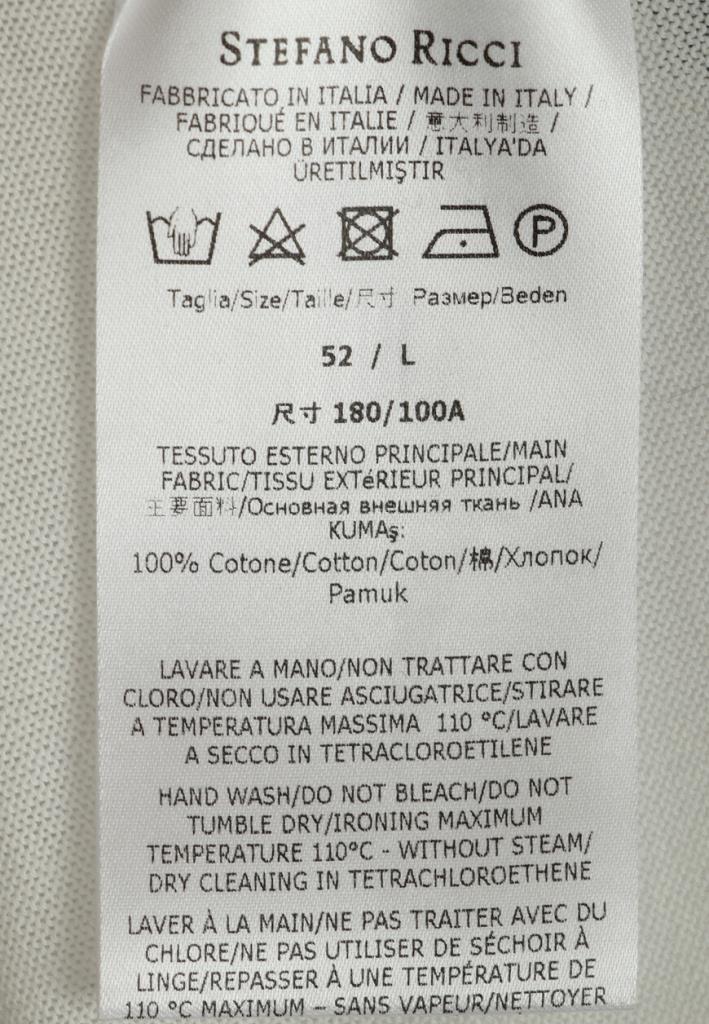 STEFANO RICCI
FABBRICATO IN ITALIA / MADE IN ITALY /
FABRIQUÉ EN ITALIE / 意大利制造 /
СДЕЛАНО В ИТАЛИИ / ITALYA'DA
ÜRETILMIŞTIR
P
Taglia/Size/Taille/尺寸 Размер/Beden
52 / L
尺寸 180/100A
TESSUTO ESTERNO PRINCIPALE/MAIN
FABRIC/TISSU EXTéRIEUR PRINCIPAL/
主要面料/Основная внешняя ткань /ANA
KUMAş:
100% Cotone/Cotton/Coton/棉/Хлопок/
Pamuk
LAVARE A MANO/NON TRATTARE CON
CLORO/NON USARE ASCIUGATRICE/STIRARE
A TEMPERATURA MASSIMA 110 °C/LAVARE
A SECCO IN TETRACLOROETILENE
HAND WASH/DO NOT BLEACH/DO NOT
TUMBLE DRY/IRONING MAXIMUM
TEMPERATURE 110°C - WITHOUT STEAM/
DRY CLEANING IN TETRACHLOROETHENE
LAVER À LA MAIN/NE PAS TRAITER AVEC DU
CHLORE/NE PAS UTILISER DE SÉCHOIR À
LINGE/REPASSER À UNE TEMPÉRATURE DE
110 °C MAXIMUM – SANS VAPEUR/NETTOYER